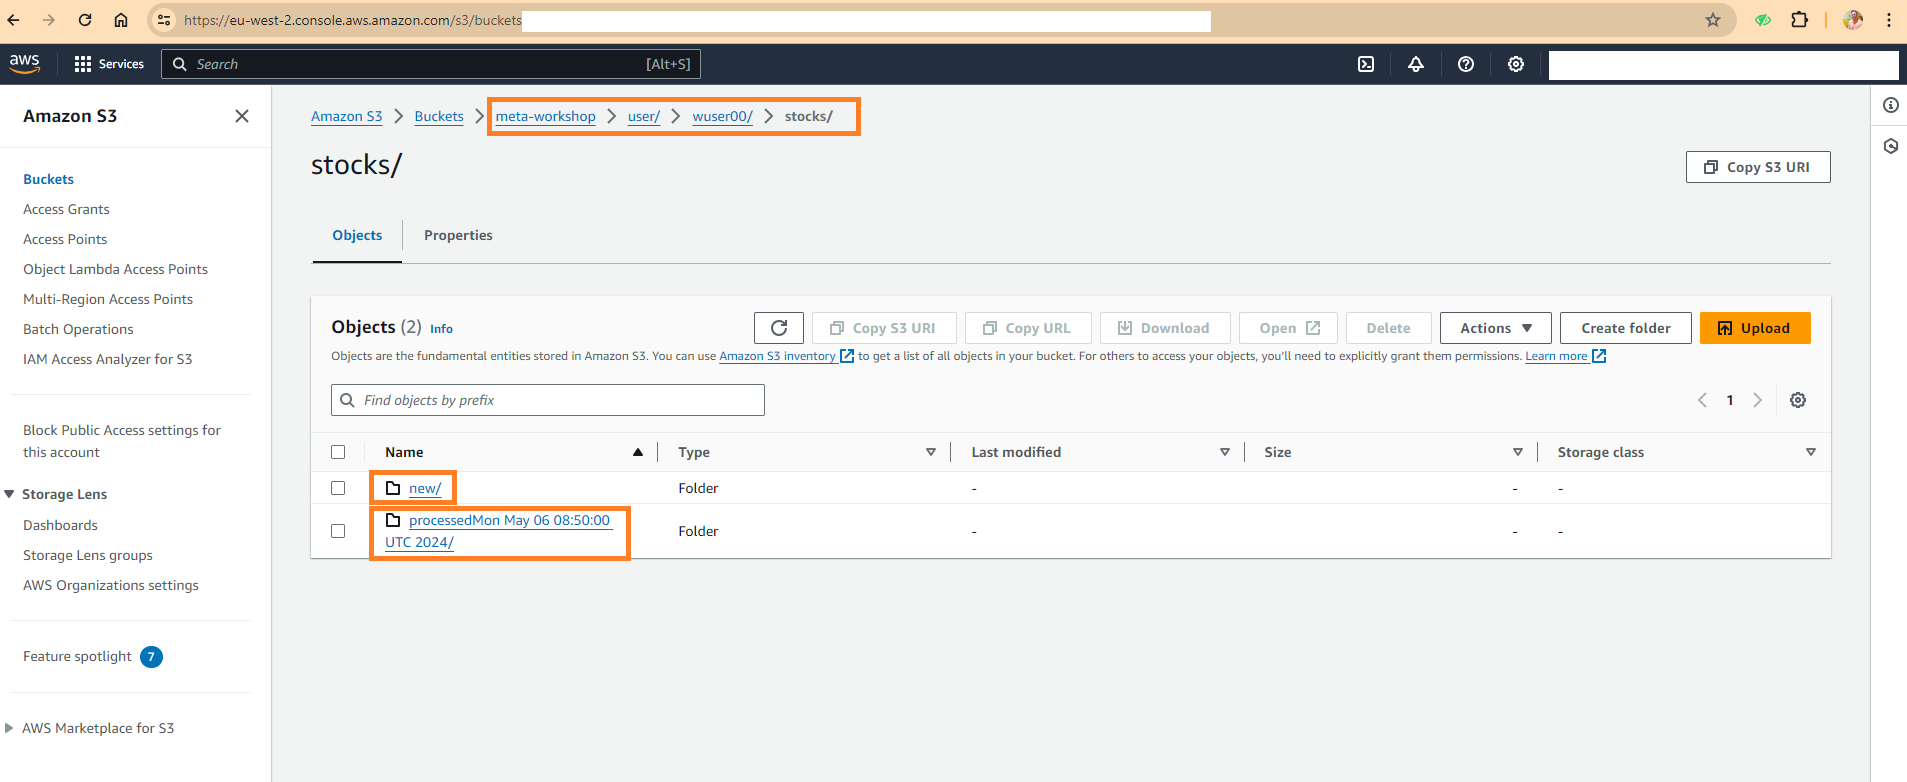 https://eu-west-2.console.aws.amazon.com/s3/buckets
aws Services Search [Alt+S]
Amazon S3
Buckets
Access Grants
Access Points
Object Lambda Access Points
Multi-Region Access Points
Batch Operations
IAM Access Analyzer for S3
Block Public Access settings for
this account
Storage Lens
Dashboards
Storage Lens groups
AWS Organizations settings
Feature spotlight 7
AWS Marketplace for S3
Amazon S3 Buckets meta-workshop user/ wuser00/ stocks/
stocks/
Copy S3 URI
Objects Properties
Objects (2) Info
Copy S3 URI Copy URL Download Open Delete Actions Create folder Upload
Objects are the fundamental entities stored in Amazon S3. You can use Amazon S3 inventory to get a list of all objects in your bucket. For others to access your objects, you'll need to explicitly grant them permissions. Learn more
Find objects by prefix
1
Name Type Last modified Size Storage class
new/ Folder - - -
processedMon May 06 08:50:00
UTC 2024/ Folder - - -